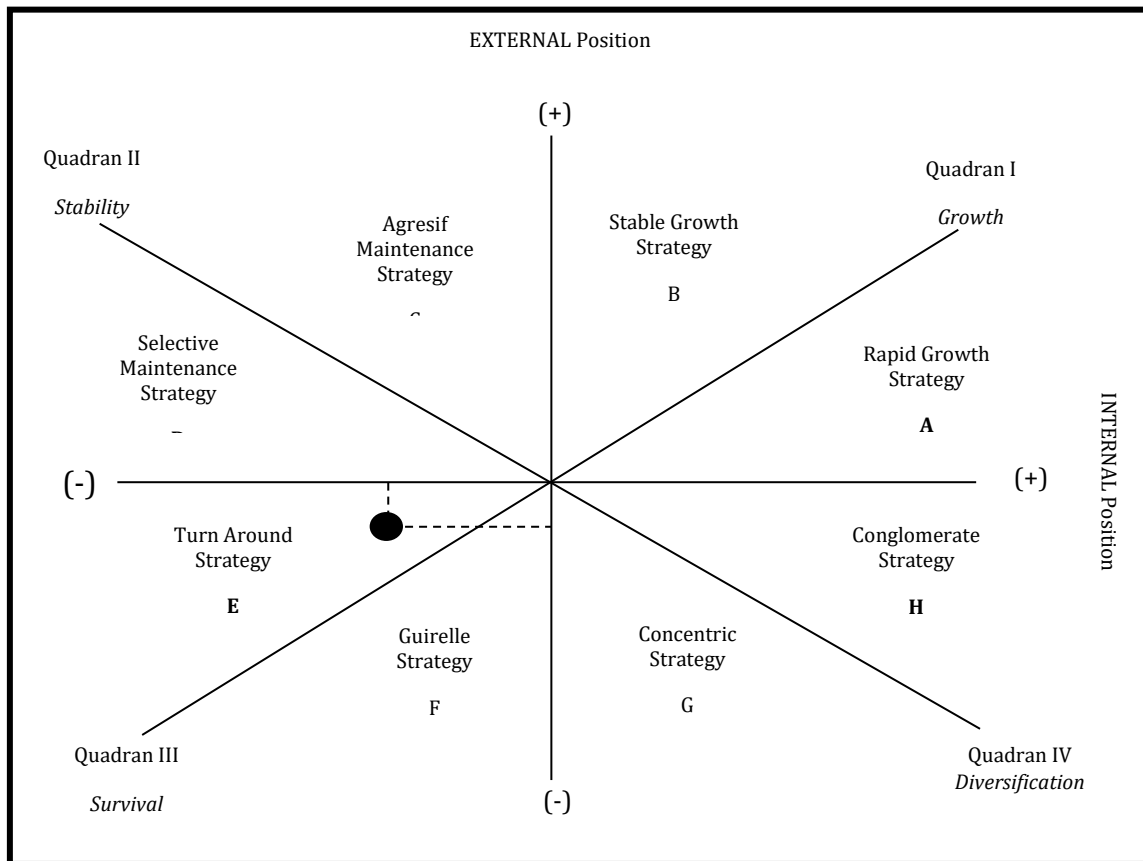 EXTERNAL Position
(+)
Quadran II
Stability
Quadran I
Growth
Agresif
Maintenance
Strategy
Stable Growth
Strategy
B
Selective
Maintenance
Strategy
Rapid Growth
Strategy
A
INTERNAL Position
(-)
(+)
Turn Around
Strategy
E
Conglomerate
Strategy
H
Guirelle
Strategy
F
Concentric
Strategy
G
Quadran III
Survival
(-)
Quadran IV
Diversification